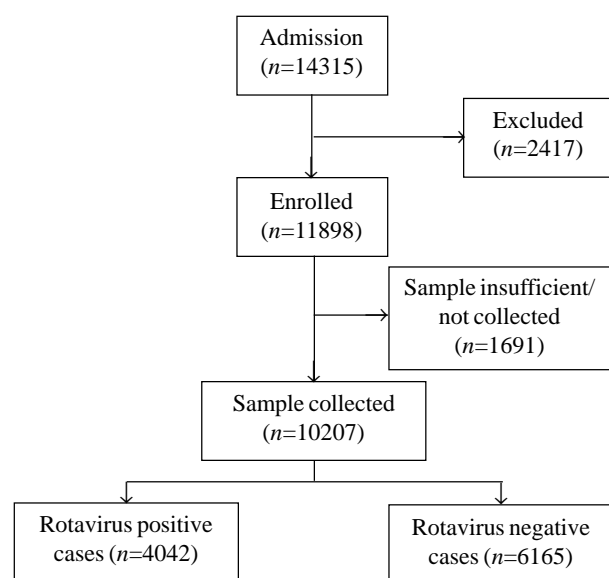 Admission
(n=14315)
Excluded
(n=2417)
Enrolled
(n=11898)
Sample insufficient/
not collected
(n=1691)
Sample collected
(n=10207)
Rotavirus positive
cases (n=4042)
Rotavirus negative
cases (n=6165)